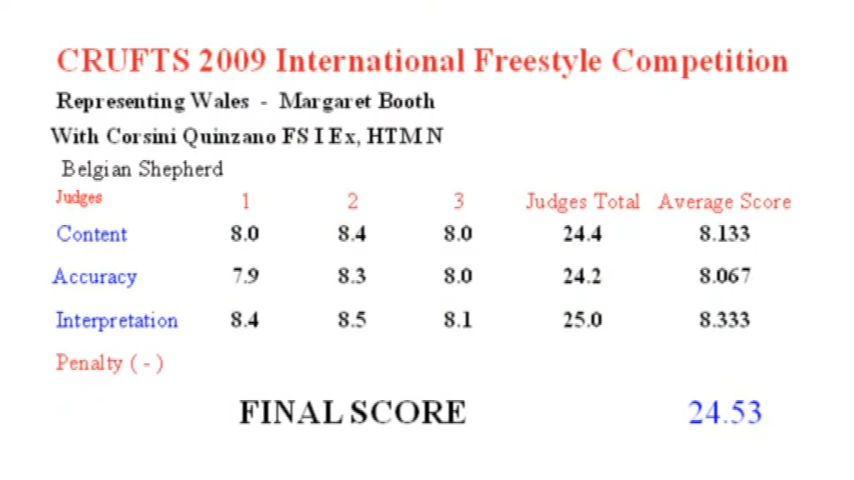 CRUFTS 2009 International Freestyle Competition
Representing Wales - Margaret Booth
With Corsini Quinzano FS I Ex, HTM N
Belgian Shepherd
Judges 1 2 3 Judges Total Average Score
Content 8.0 8.4 8.0 24.4 8.133
Accuracy 7.9 8.3 8.0 24.2 8.067
Interpretation 8.4 8.5 8.1 25.0 8.333
Penalty ( - )
FINAL SCORE 24.53